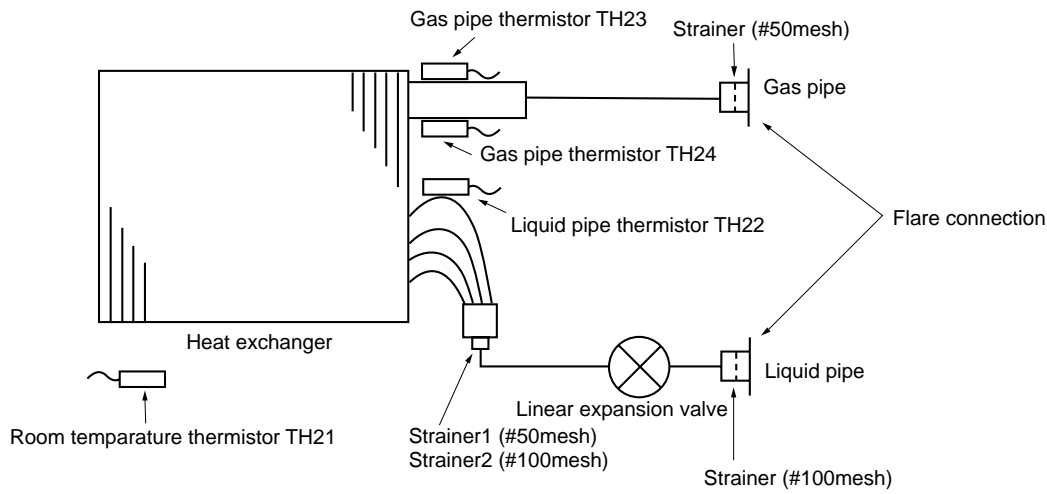 Gas pipe thermistor TH23
Strainer (#50mesh)
Gas pipe
Gas pipe thermistor TH24
Liquid pipe thermistor TH22
Flare connection
Heat exchanger
Liquid pipe
Linear expansion valve
Room temparature thermistor TH21
Strainer1 (#50mesh)
Strainer2 (#100mesh)
Strainer (#100mesh)